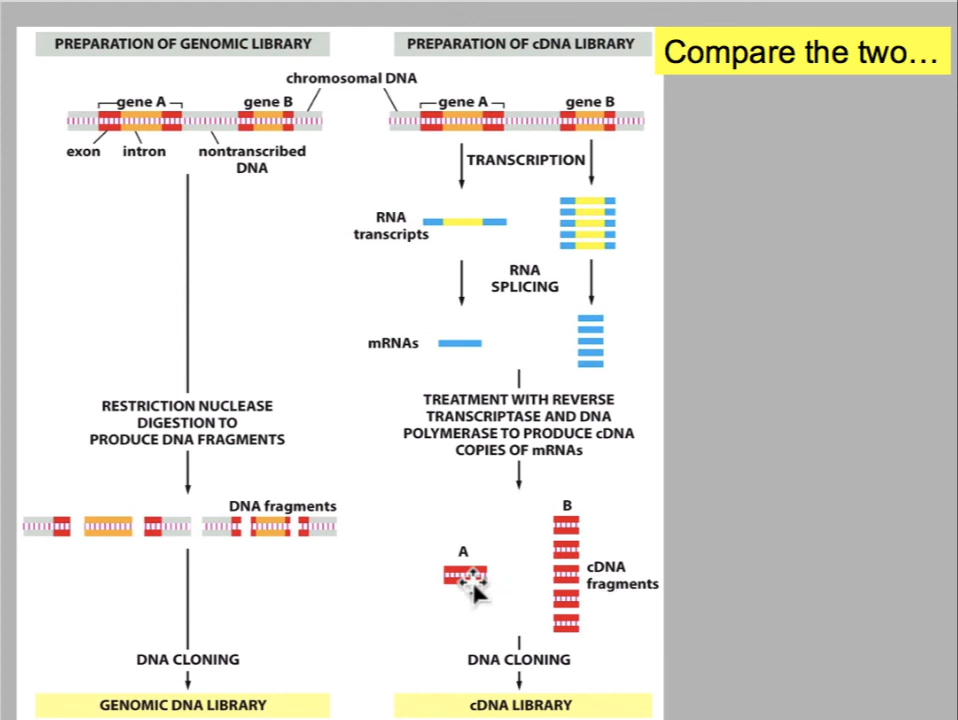 PREPARATION OF GENOMIC LIBRARY
PREPARATION OF cDNA LIBRARY
Compare the two…
chromosomal DNA
gene A
gene B
gene A
gene B
exon
intron
nontranscribed
DNA
TRANSCRIPTION
RNA
transcripts
RNA
SPLICING
mRNAs
RESTRICTION NUCLEASE
DIGESTION TO
PRODUCE DNA FRAGMENTS
TREATMENT WITH REVERSE
TRANSCRIPTASE AND DNA
POLYMERASE TO PRODUCE cDNA
COPIES OF mRNAs
DNA fragments
A
B
cDNA
fragments
DNA CLONING
DNA CLONING
GENOMIC DNA LIBRARY
cDNA LIBRARY